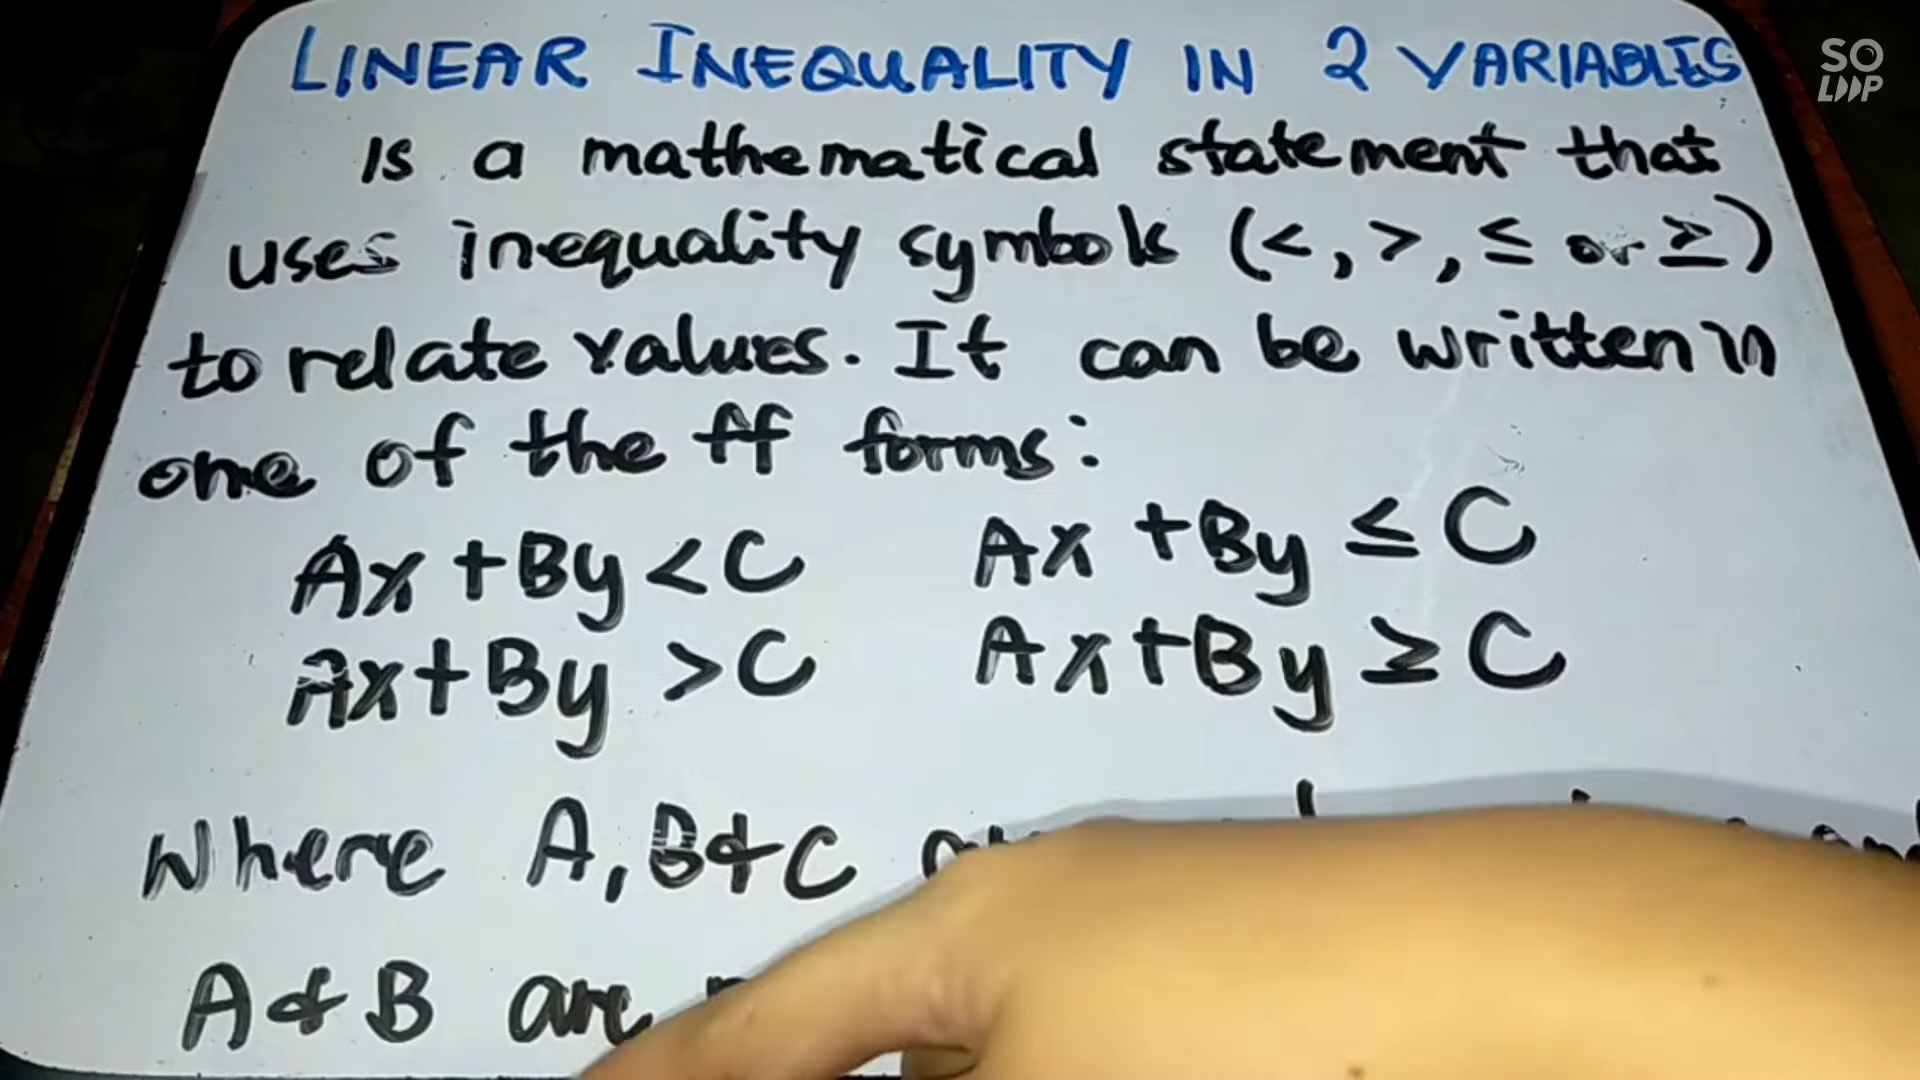 LINEAR INEQUALITY IN 2 VARIABLES
SO
LOOP
Is a mathematical statement that
uses inequality symbols (<, >, ≤ or ≥)
to relate values. It can be written in
one of the ff forms:
Ax + By < C
Ax + By ≤ C
Ax + By > C
Ax + By ≥ C
Where A, B & C
A & B are